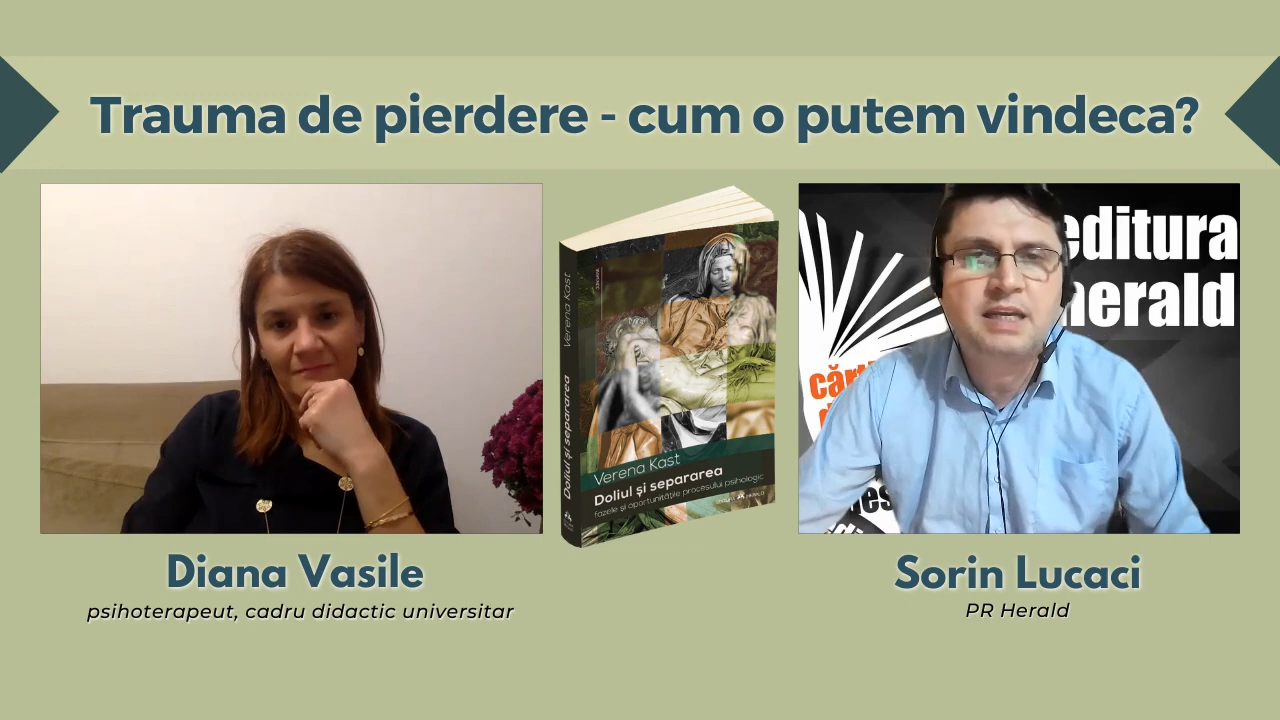 Trauma de pierdere - cum o putem vindeca?
editura
herald
Verena Kast
Doliul și separarea
Verena Kast
Doliul și separarea
fazele și oportunitățile procesului psihologic
Diana Vasile
psihoterapeut, cadru didactic universitar
Sorin Lucaci
PR Herald